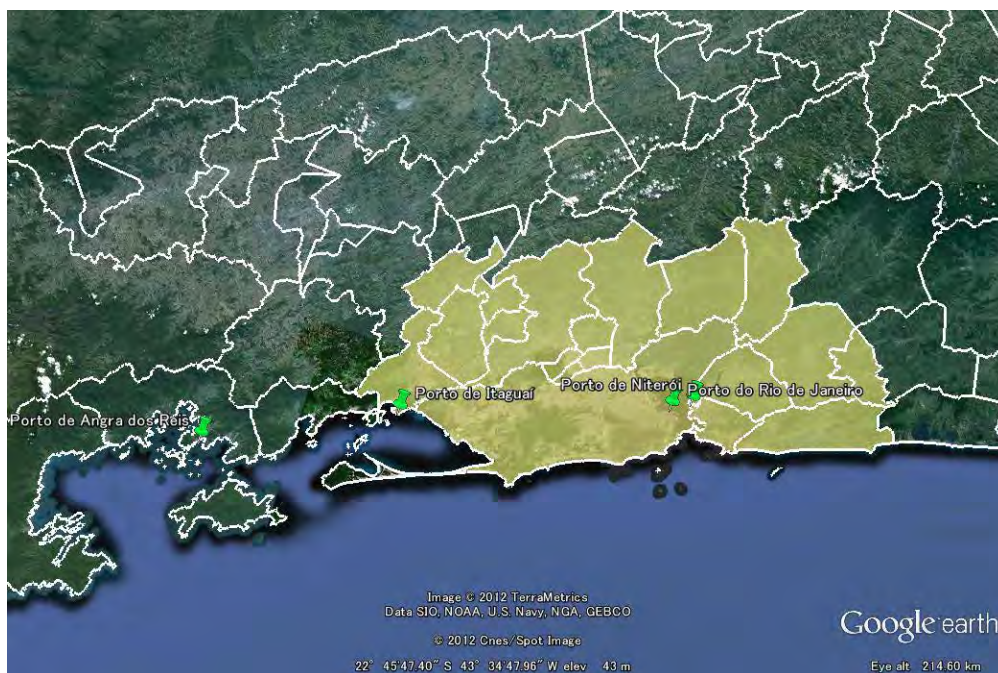 Porto de Niterói
Porto do Rio de Janeiro
Porto de Itaguaí
Porto de Angra dos Reis
Image © 2012 TerraMetrics
Data SIO, NOAA, U.S. Navy, NGA, GEBCO
© 2012 Cnes/Spot Image
Google earth
22° 45'47.40" S 43° 34'47.96" W elev 43 m
Eye alt 214.60 km